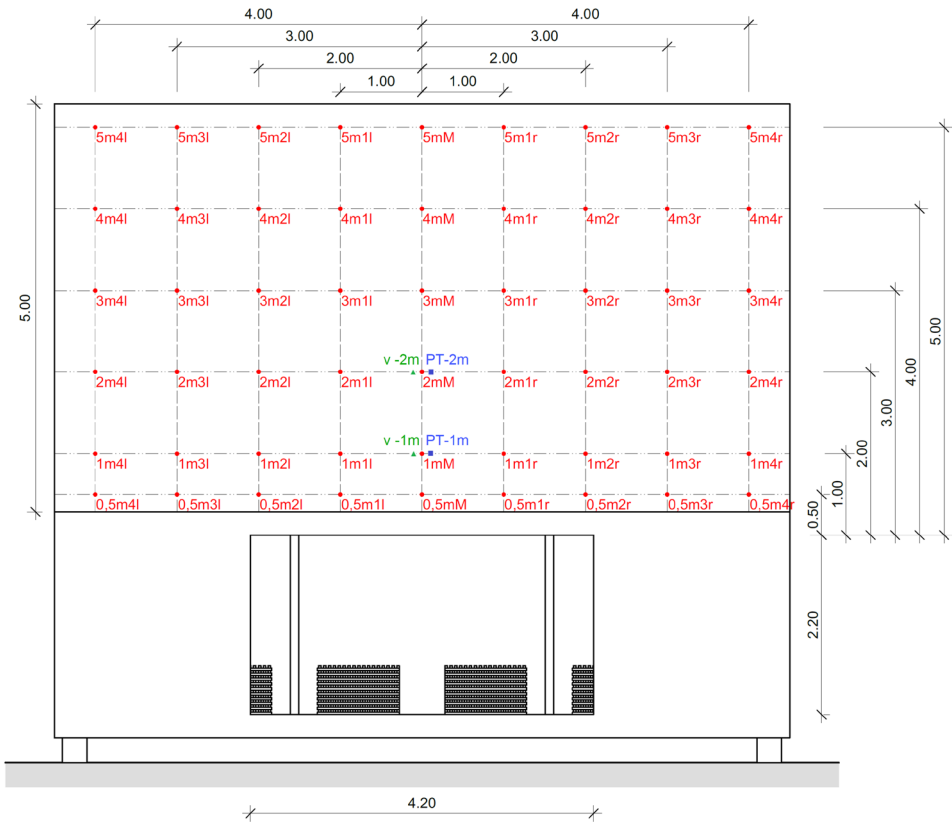 4.00 4.00
3.00 3.00
2.00 2.00
1.00 1.00
5m4l 5m3l 5m2l 5m1l 5mM 5m1r 5m2r 5m3r 5m4r
4m4l 4m3l 4m2l 4m1l 4mM 4m1r 4m2r 4m3r 4m4r
3m4l 3m3l 3m2l 3m1l 3mM 3m1r 3m2r 3m3r 3m4r
5.00
5.00
v -2m PT-2m
2m4l 2m3l 2m2l 2m1l 2mM 2m1r 2m2r 2m3r 2m4r
4.00
3.00
v -1m PT-1m
1m4l 1m3l 1m2l 1m1l 1mM 1m1r 1m2r 1m3r 1m4r
2.00
1.00
0.50
0,5m4l 0,5m3l 0,5m2l 0,5m1l 0,5mM 0,5m1r 0,5m2r 0,5m3r 0,5m4r
2.20
4.20